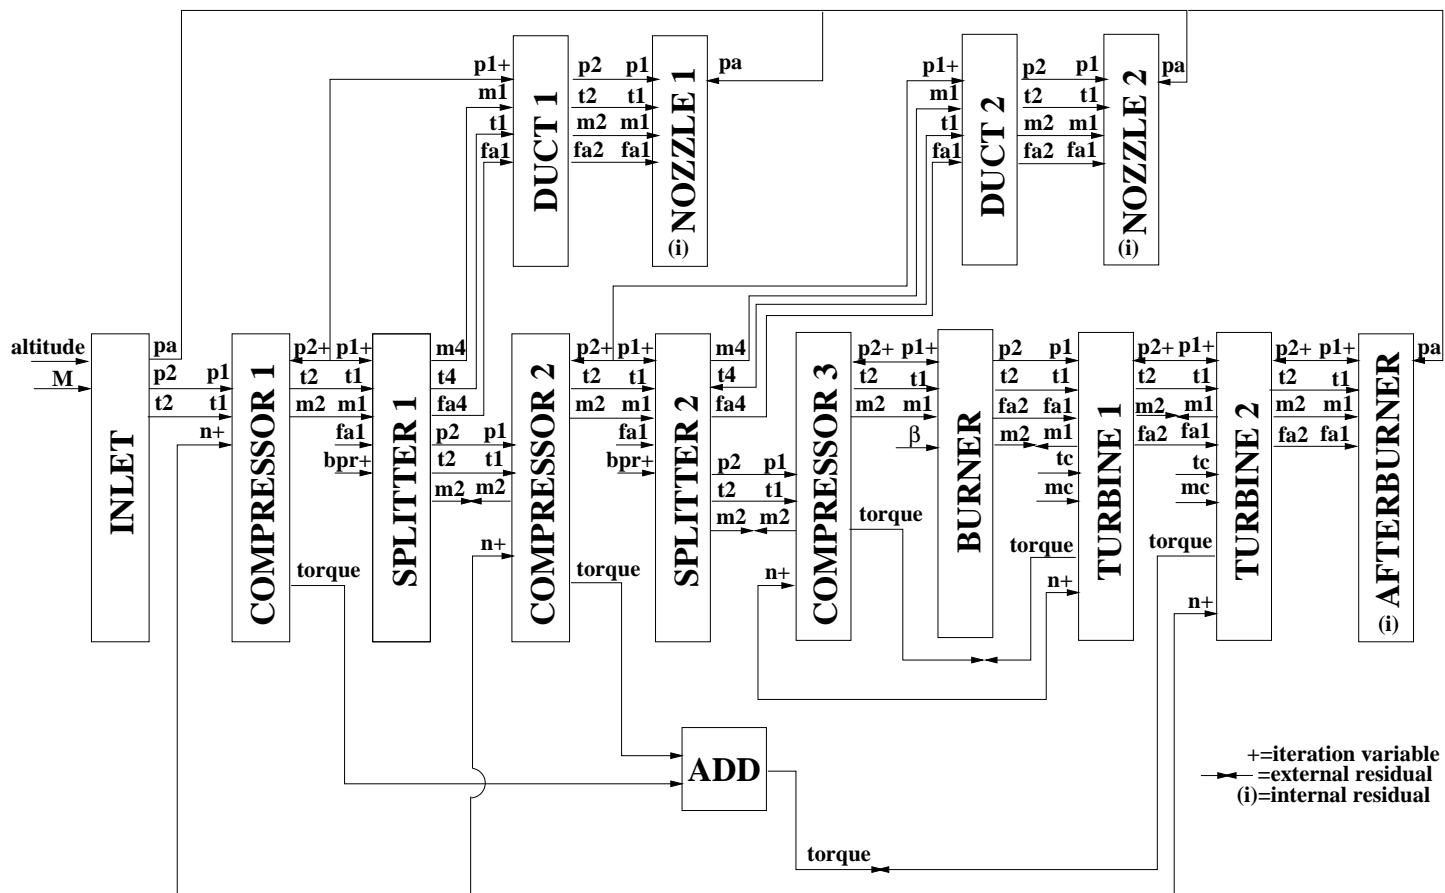 p1+
m1
t1
fa1
DUCT 1
p2 p1
t2 t1
m2 m1
fa2 fa1
NOZZLE 1
(i)
pa
p1+
m1
t1
fa1
DUCT 2
p2 p1
t2 t1
m2 m1
fa2 fa1
NOZZLE 2
(i)
pa
altitude
M
INLET
pa
p2 p1
t2 t1
n+
COMPRESSOR 1
p2+ p1+
t2 t1
m2 m1
fa1
bpr+
torque
SPLITTER 1
m4
t4
fa4
p2 p1
t2 t1
m2 m2
n+
COMPRESSOR 2
p2+ p1+
t2 t1
m2 m1
fa1
bpr+
torque
SPLITTER 2
m4
t4
fa4
p2 p1
t2 t1
m2 m2
n+
COMPRESSOR 3
p2+ p1+
t2 t1
m2 m1
β
torque
BURNER
p2 p1
t2 t1
fa2 fa1
m2 m1
tc
mc
torque
n+
TURBINE 1
p2+ p1+
t2 t1
m2 m1
fa2 fa1
tc
mc
torque
n+
TURBINE 2
p2+ p1+
t2 t1
m2 m1
fa2 fa1
AFTERBURNER
(i)
pa
ADD
torque
+=iteration variable
=external residual
(i)=internal residual